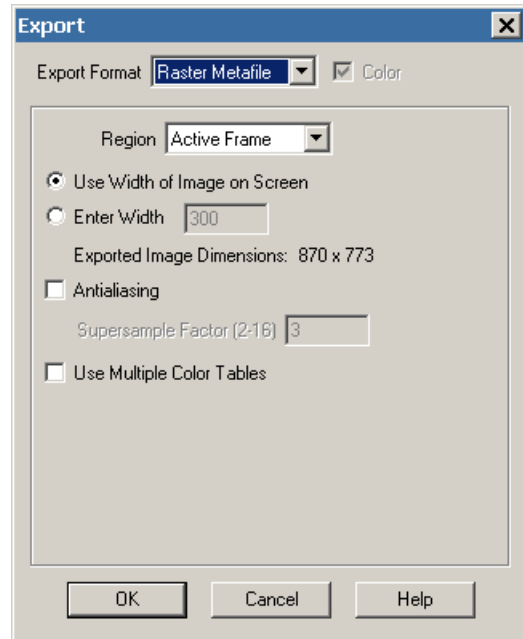 Export
Export Format Raster Metafile Color
Region Active Frame
Use Width of Image on Screen
Enter Width 300
Exported Image Dimensions: 870 x 773
Antialiasing
Supersample Factor (2-16) 3
Use Multiple Color Tables
OK Cancel Help